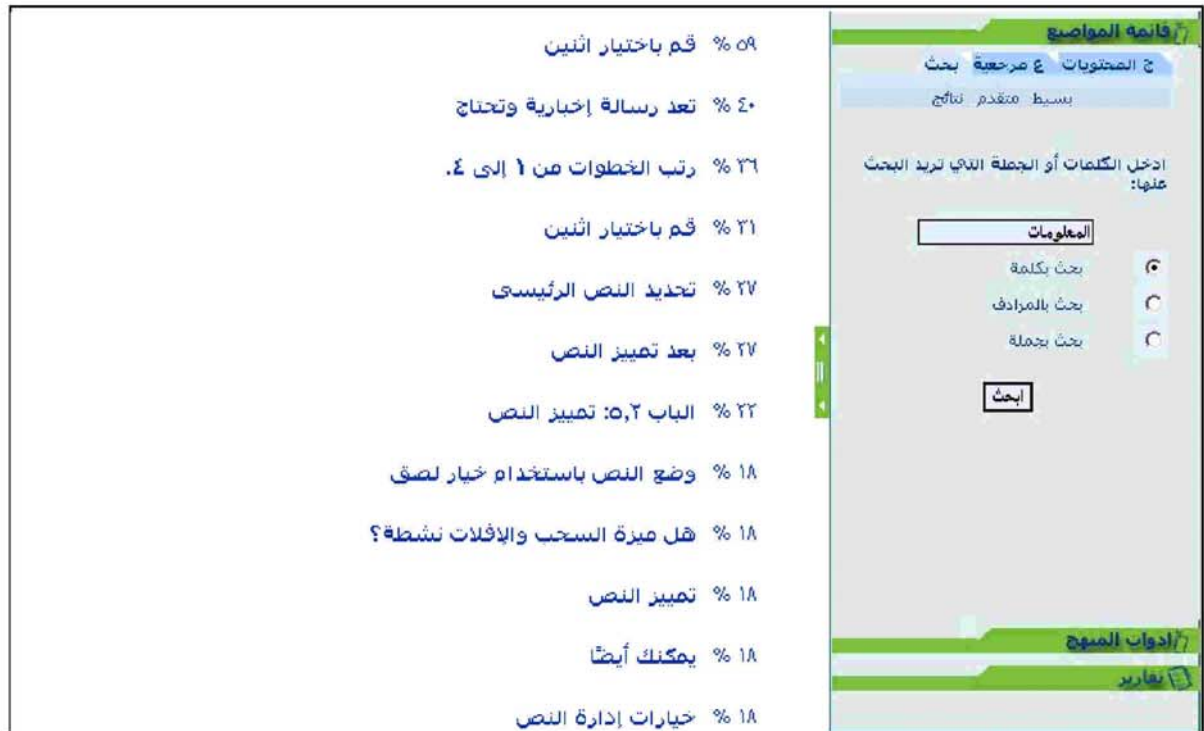 قائمة المواضيع
ج المحتويات ع مرجعية بحث
بسيط متقدم نتائج
ادخل الكلمات أو الجملة التي تريد البحث
عنها:
المعلومات
بحث بكلمة
بحث بالمرادف
بحث بجملة
ابحث
ادوات المنهج
تقارير
٥٩ % قم باختيار اثنين
٤٠ % تعد رسالة إخبارية وتحتاج
٣٦ % رتب الخطوات من ١ إلى ٤.
٣١ % قم باختيار اثنين
٢٧ % تحديد النص الرئيسى
٢٧ % بعد تمييز النص
٢٢ % الباب ٥,٢: تمييز النص
١٨ % وضع النص باستخدام خيار لصق
١٨ % هل ميزة السحب والإفلات نشطة؟
١٨ % تمييز النص
١٨ % يمكنك أيضًا
١٨ % خيارات إدارة النص